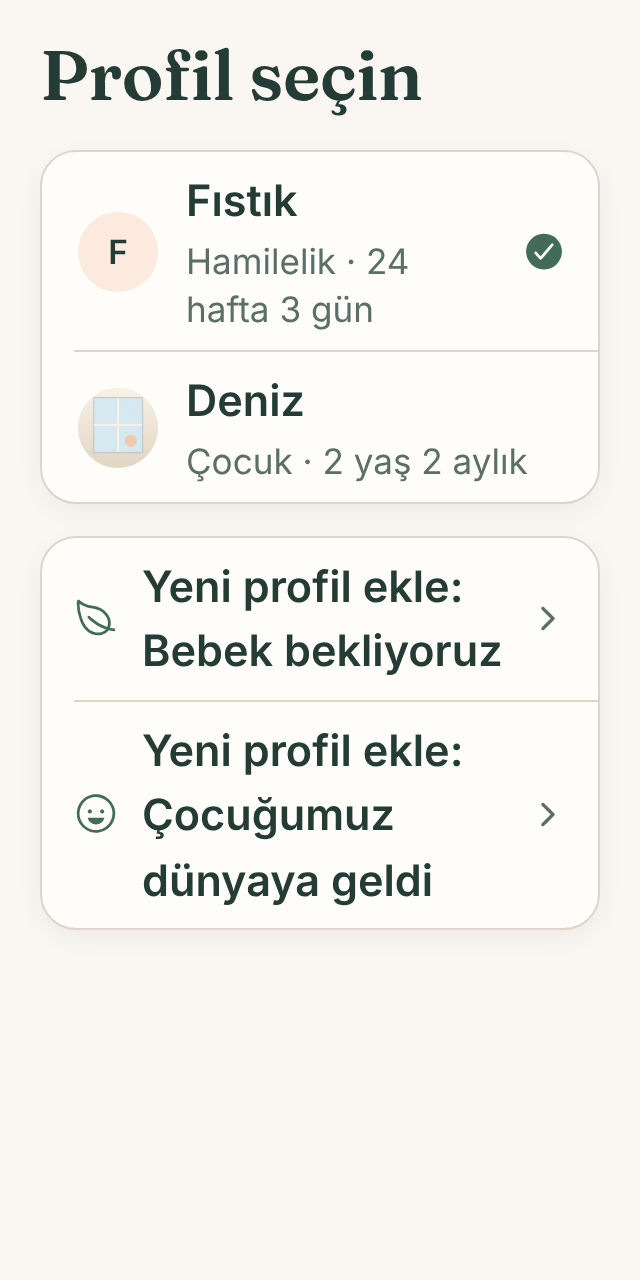 Profil seçin
Fıstık
F
Hamilelik · 24
hafta 3 gün
Deniz
Çocuk · 2 yaş 2 aylık
Yeni profil ekle:
Bebek bekliyoruz
Yeni profil ekle:
Çocuğumuz
dünyaya geldi